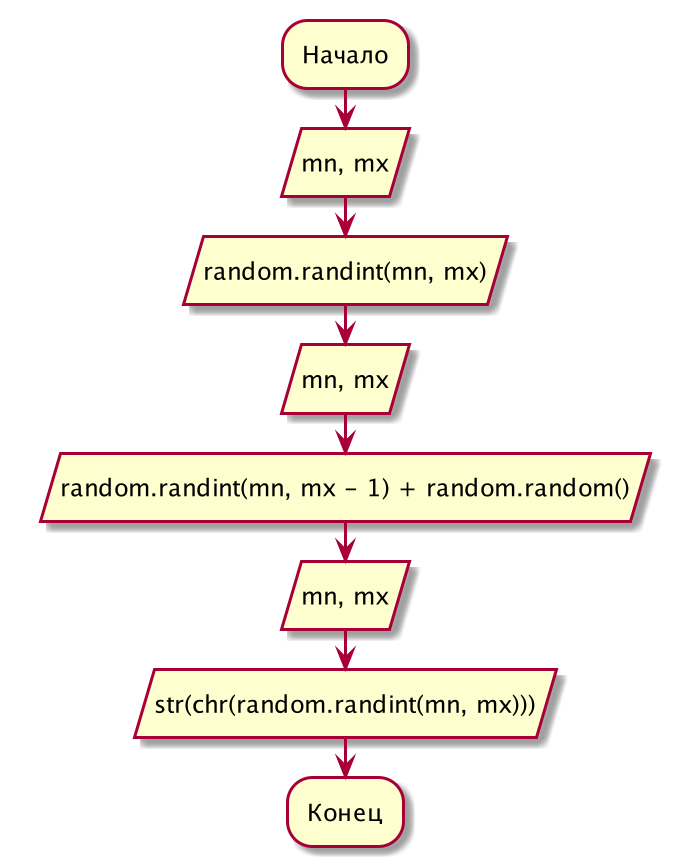 Начало
mn, mx
random.randint(mn, mx)
mn, mx
random.randint(mn, mx - 1) + random.random()
mn, mx
str(chr(random.randint(mn, mx)))
Конец